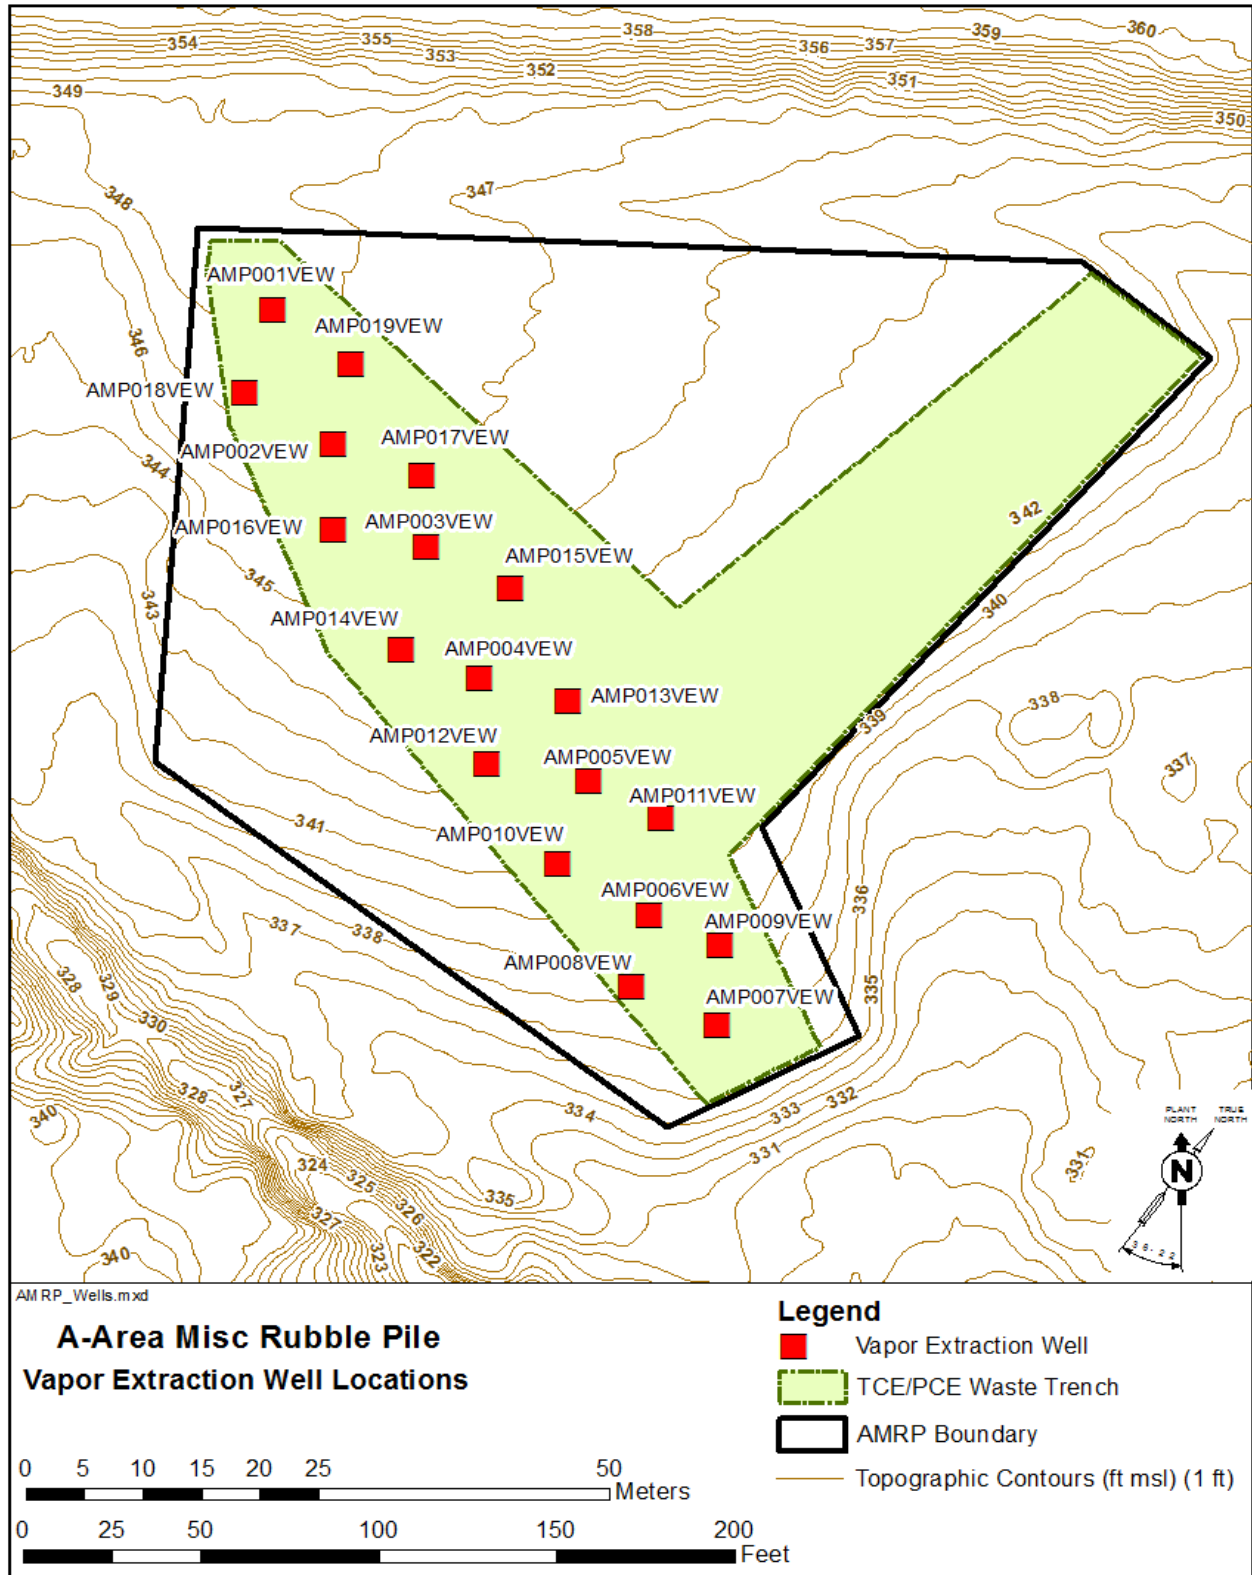 360
359
358
355
354
357
356
353
352
351
349
350
348
347
AMP001VEW
AMP019VEW
346
AMP018VEW
AMP017VEW
AMP002VEW
344
342
AMP003VEW
AMP016VEW
AMP015VEW
345
343
340
AMP014VEW
AMP004VEW
AMP013VEW
338
339
AMP012VEW
AMP005VEW
337
AMP011VEW
341
AMP010VEW
AMP006VEW
336
AMP009VEW
337
338
AMP008VEW
328
329
335
AMP007VEW
330
328
327
332
334
333
340
PLANT
NORTH
TRUE
NORTH
331
331
324
N
325
335
326
327
322
323
340
36.22
AMRP_Wells.mxd
A-Area Misc Rubble Pile
Vapor Extraction Well Locations
Legend
Vapor Extraction Well
TCE/PCE Waste Trench
AMRP Boundary
Topographic Contours (ft msl) (1 ft)
0 5 10 15 20 25 50
Meters
0 25 50 100 150 200
Feet